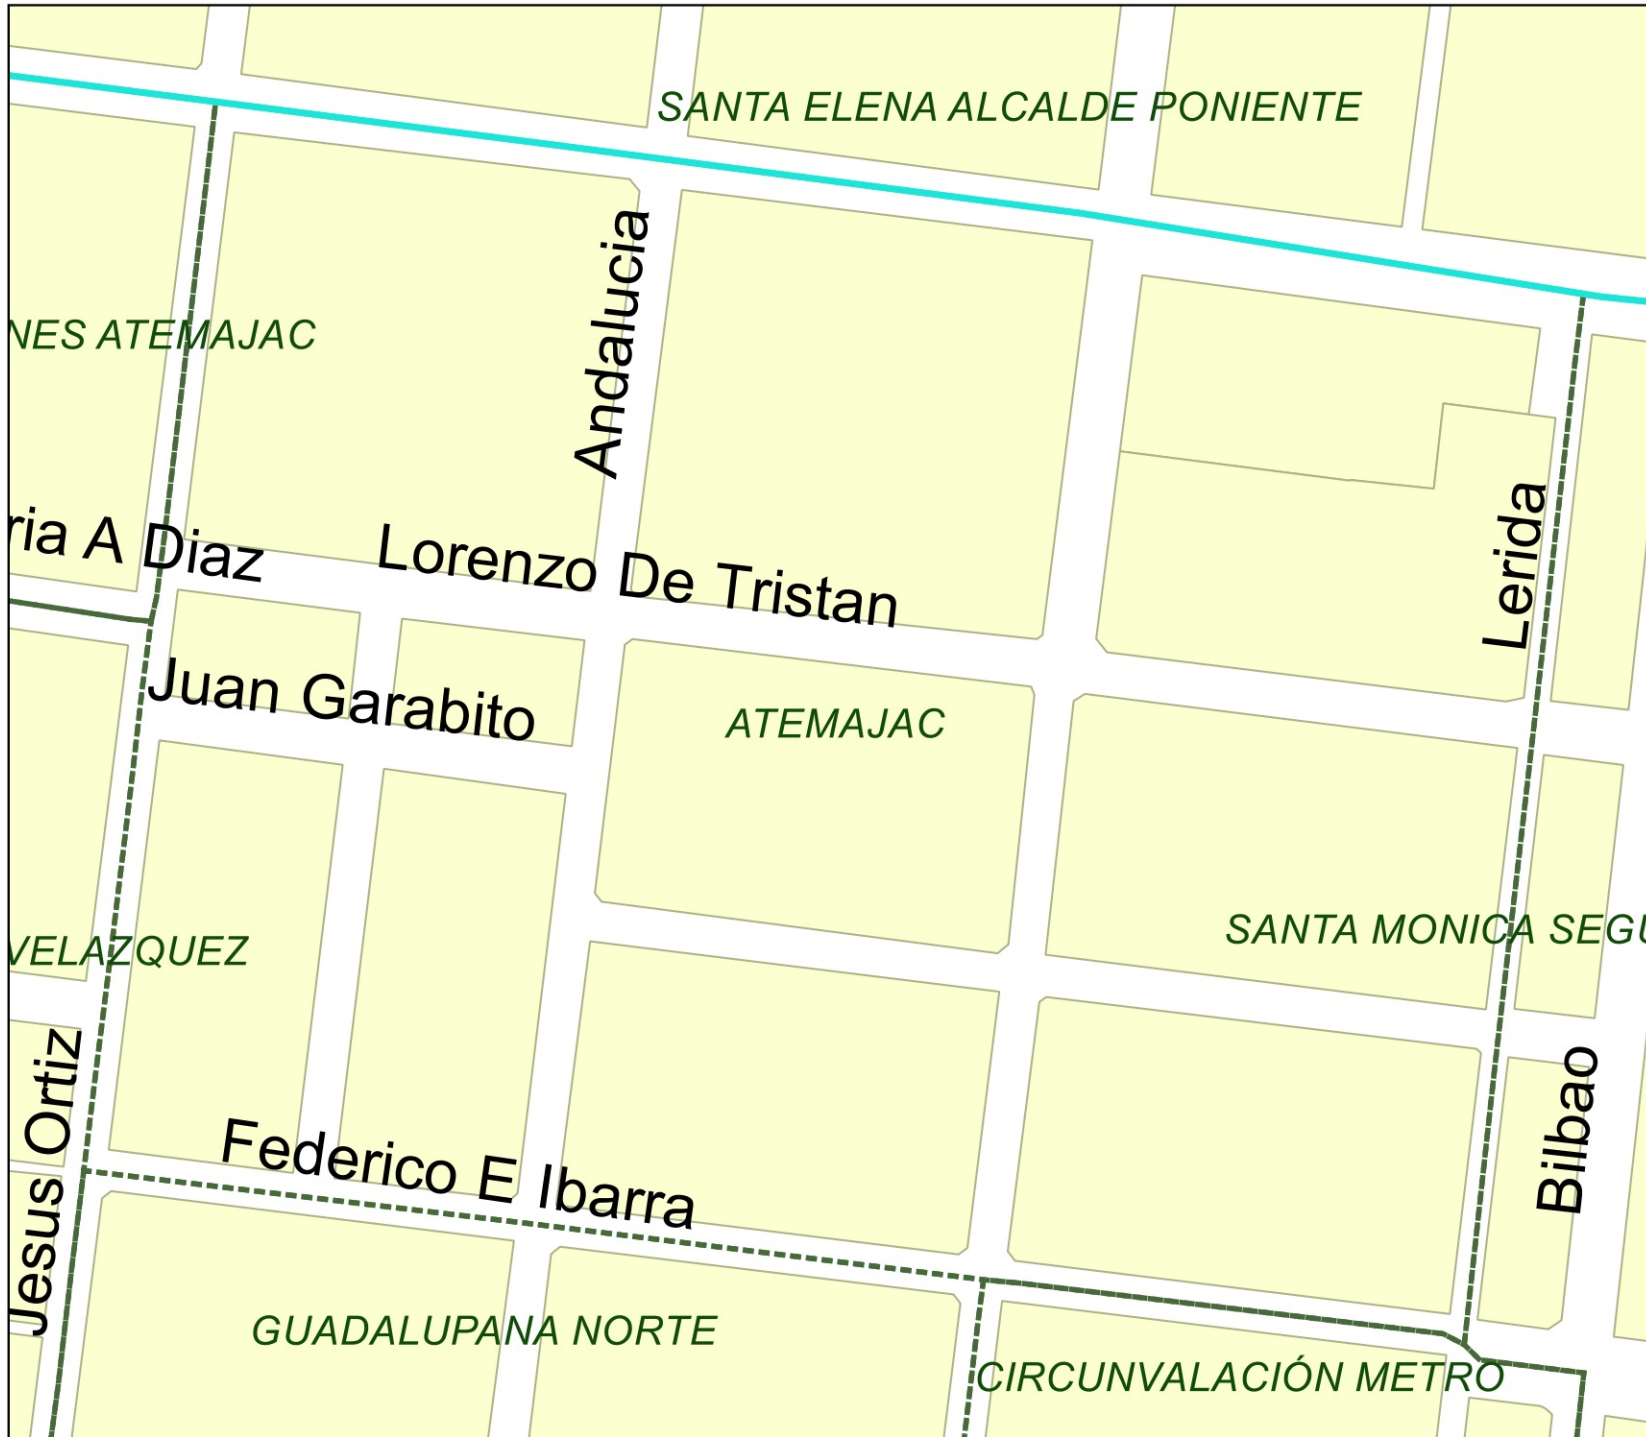 SANTA ELENA ALCALDE PONIENTE
Andalucia
NES ATEMAJAC
ria A Diaz
Lorenzo De Tristan
Lerida
Juan Garabito
ATEMAJAC
SANTA MONICA SEGU
VELAZQUEZ
Jesus Ortiz
Bilbao
Federico E Ibarra
GUADALUPANA NORTE
CIRCUNVALACIÓN METRO